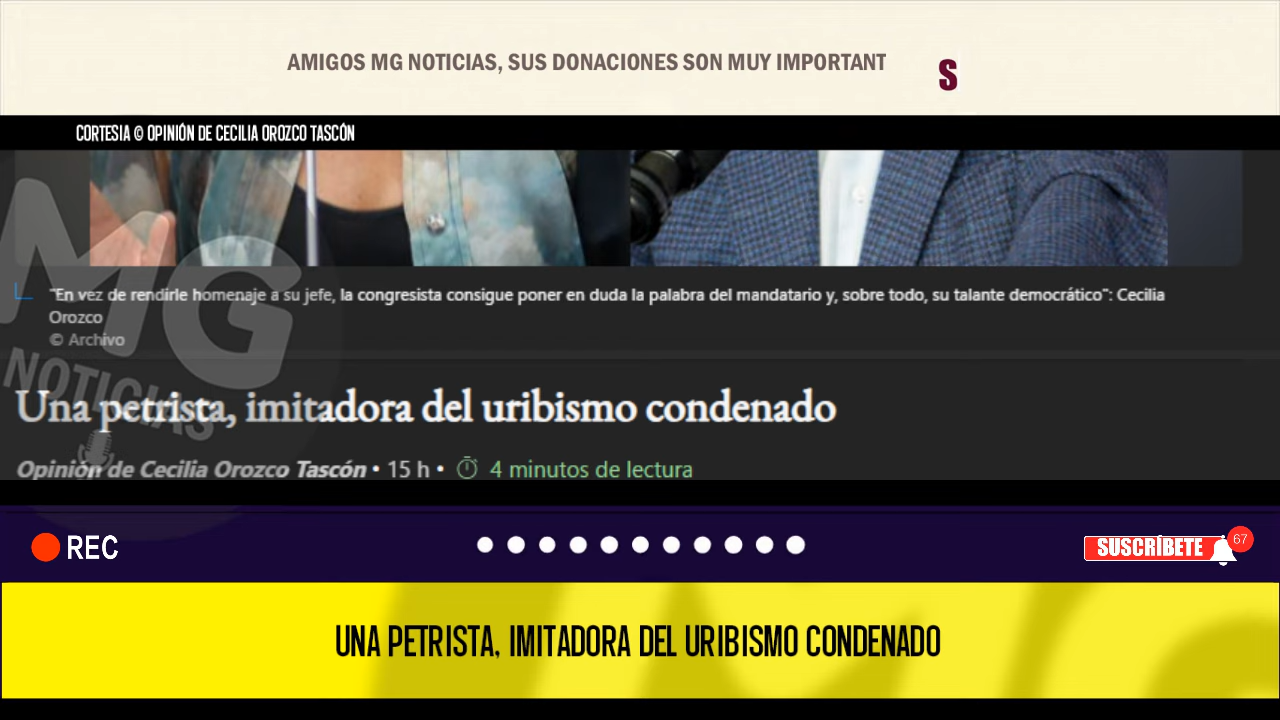 AMIGOS MG NOTICIAS, SUS DONACIONES SON MUY IMPORTANT S
CORTESIA © OPINIÓN DE CECILIA OROZCO TASCÓN
MG
NOTICIAS
"En vez de rendirle homenaje a su jefe, la congresista consigue poner en duda la palabra del mandatario y, sobre todo, su talante democrático": Cecilia
Orozco
© Archivo
Una petrista, imitadora del uribismo condenado
Opinión de Cecilia Orozco Tascón • 15 h • 4 minutos de lectura
REC
SUSCRÍBETE 67
UNA PETRISTA, IMITADORA DEL URIBISMO CONDENADO